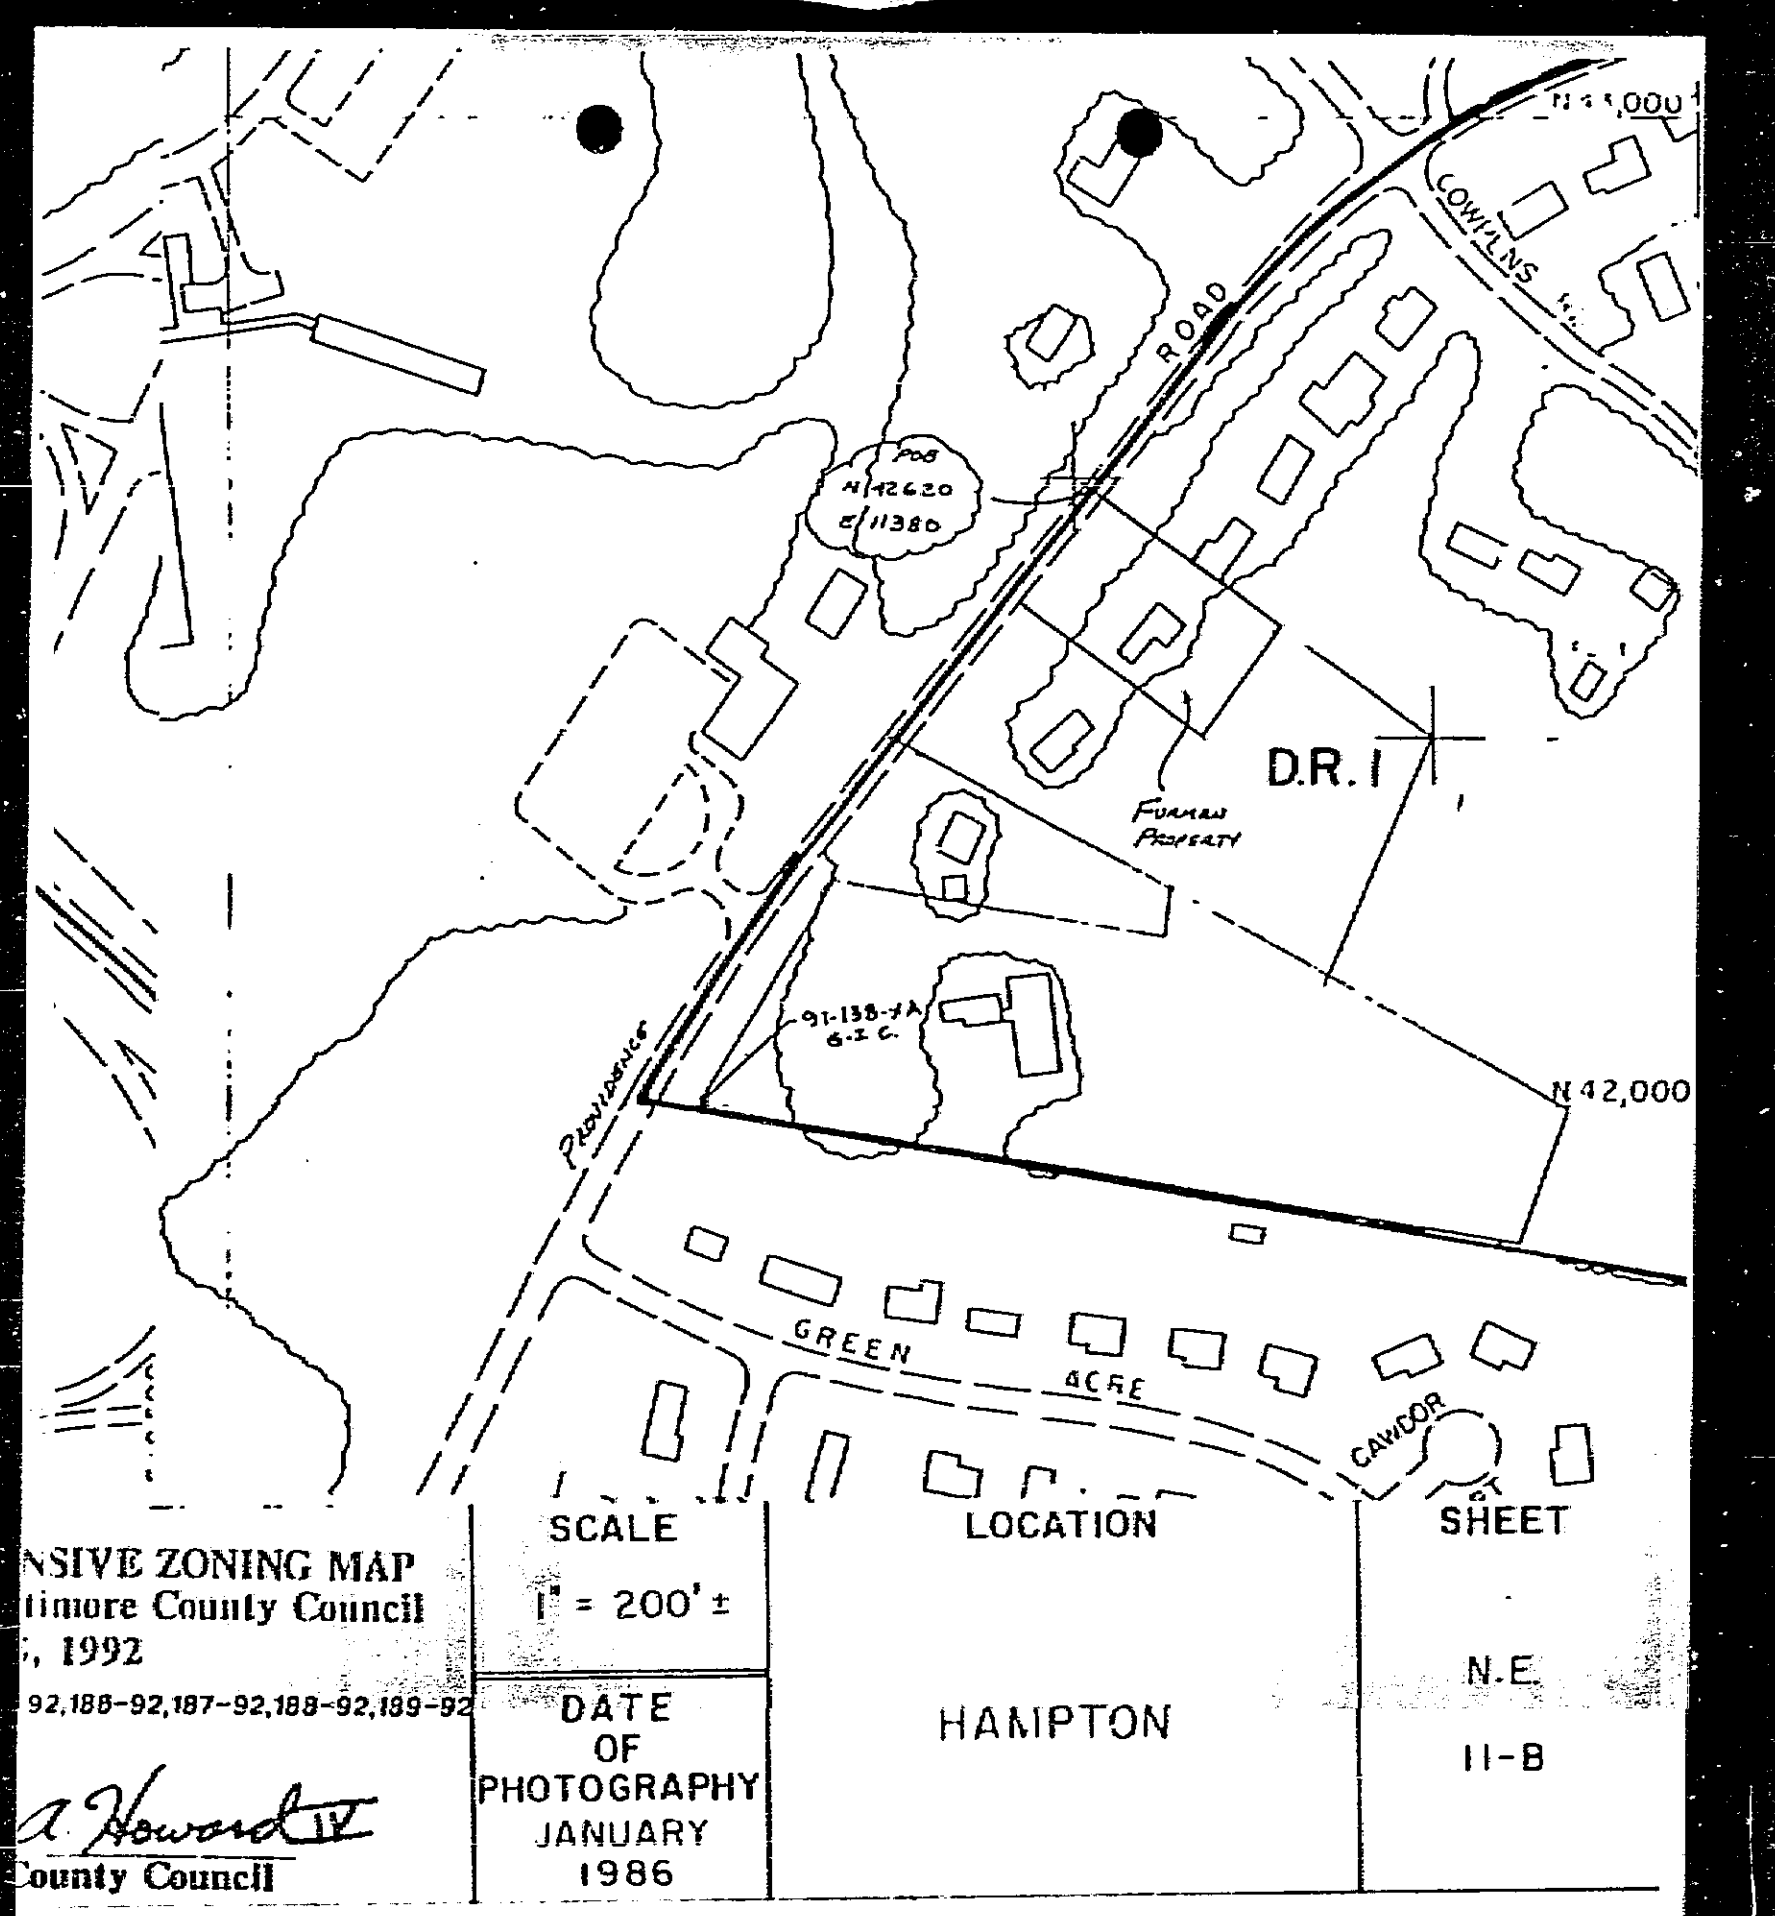 ,000
COWPENS
ROAD
POB
N 42620
E 11380
D.R. 1
FURMAN
PROPERTY
91-138-XA
PROVIDENCE
N 42,000
GREEN
ACRE
CAWDOR
CT
SCALE
1" = 200' ±
DATE
OF
PHOTOGRAPHY
JANUARY
1986
LOCATION
HAMPTON
SHEET
N.E.
11-B
NSIVE ZONING MAP
timore County Council
, 1992
92,186-92,187-92,188-92,189-92
A. Howard IV
County Council